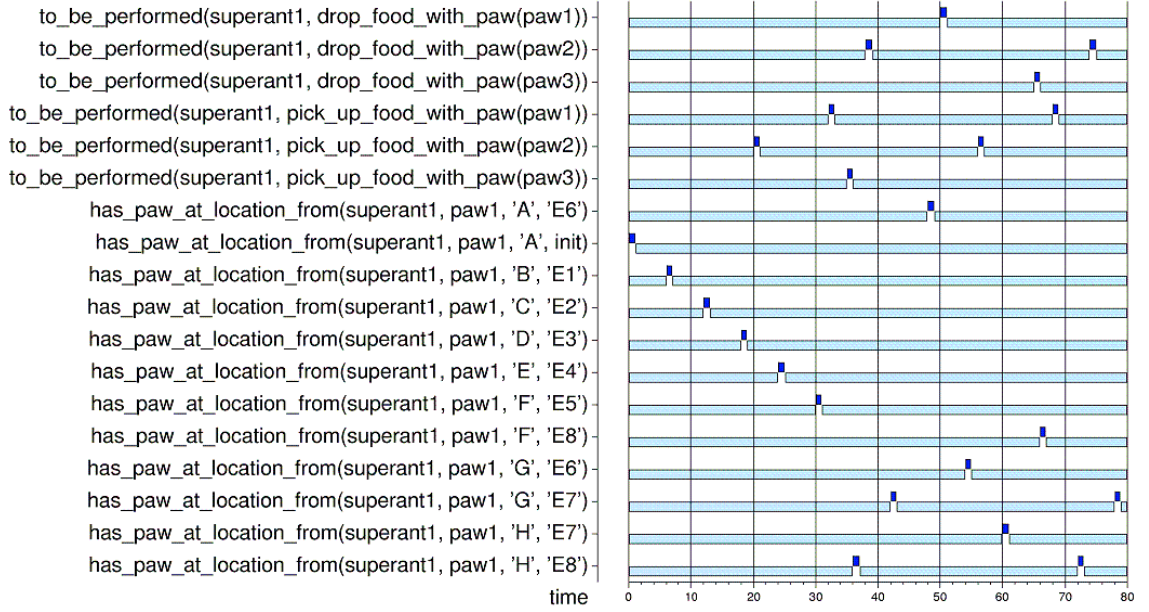 to_be_performed(superant1, drop_food_with_paw(paw1))
to_be_performed(superant1, drop_food_with_paw(paw2))
to_be_performed(superant1, drop_food_with_paw(paw3))
to_be_performed(superant1, pick_up_food_with_paw(paw1))
to_be_performed(superant1, pick_up_food_with_paw(paw2))
to_be_performed(superant1, pick_up_food_with_paw(paw3))
has_paw_at_location_from(superant1, paw1, 'A', 'E6')
has_paw_at_location_from(superant1, paw1, 'A', init)
has_paw_at_location_from(superant1, paw1, 'B', 'E1')
has_paw_at_location_from(superant1, paw1, 'C', 'E2')
has_paw_at_location_from(superant1, paw1, 'D', 'E3')
has_paw_at_location_from(superant1, paw1, 'E', 'E4')
has_paw_at_location_from(superant1, paw1, 'F', 'E5')
has_paw_at_location_from(superant1, paw1, 'F', 'E8')
has_paw_at_location_from(superant1, paw1, 'G', 'E6')
has_paw_at_location_from(superant1, paw1, 'G', 'E7')
has_paw_at_location_from(superant1, paw1, 'H', 'E7')
has_paw_at_location_from(superant1, paw1, 'H', 'E8')
time 0 10 20 30 40 50 60 70 80